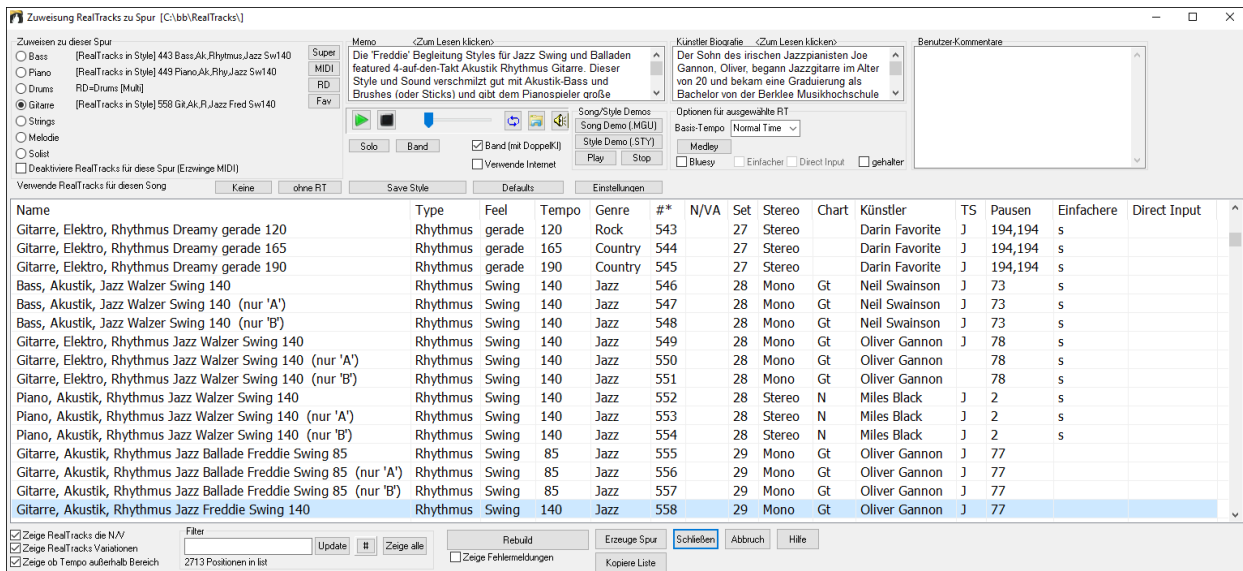 Zuweisung RealTracks zu Spur [C:\bb\RealTracks\]
Zuweisen zu dieser Spur
Bass [RealTracks in Style] 443 Bass,Ak,Rhytmus,Jazz Sw140
Piano [RealTracks in Style] 449 Piano,Ak,Rhy,Jazz Sw140
Drums RD=Drums [Multi]
Gitarre [RealTracks in Style] 558 Git,Ak,R,Jazz Fred Sw140
Strings
Melodie
Solist
Deaktiviere RealTracks für diese Spur (Erzwinge MIDI)
Super
MIDI
RD
Fav
Memo <Zum Lesen klicken>
Die 'Freddie' Begleitung Styles für Jazz Swing und Balladen
featured 4-auf-den-Takt Akustik Rhythmus Gitarre. Dieser
Style und Sound verschmilzt gut mit Akustik-Bass und
Brushes (oder Sticks) und gibt dem Pianospieler große
Solo Band
Band (mit DoppelKl)
Verwende Internet
Song/Style Demos
Song Demo (.MGU)
Style Demo (.STY)
Play Stop
Künstler Biografie <Zum Lesen klicken>
Der Sohn des irischen Jazzpianisten Joe
Gannon, Oliver, begann Jazzgitarre im Alter
von 20 und bekam eine Graduierung als
Bachelor von der Berklee Musikhochschule
Optionen für ausgewählte RT
Basis-Tempo Normal Time
Medley
Bluesy Einfacher Direct Input gehalter
Benutzer-Kommentare
Verwende RealTracks für diesen Song Keine ohne RT Save Style Defaults Einstellungen
Name Type Feel Tempo Genre #* N/VA Set Stereo Chart Künstler TS Pausen Einfachere Direct Input
Gitarre, Elektro, Rhythmus Dreamy gerade 120 Rhythmus gerade 120 Rock 543 27 Stereo Darin Favorite J 194,194 s
Gitarre, Elektro, Rhythmus Dreamy gerade 165 Rhythmus gerade 165 Country 544 27 Stereo Darin Favorite J 194,194 s
Gitarre, Elektro, Rhythmus Dreamy gerade 190 Rhythmus gerade 190 Country 545 27 Stereo Darin Favorite J 194,194 s
Bass, Akustik, Jazz Walzer Swing 140 Rhythmus Swing 140 Jazz 546 28 Mono Gt Neil Swainson J 73 s
Bass, Akustik, Jazz Walzer Swing 140 (nur 'A') Rhythmus Swing 140 Jazz 547 28 Mono Gt Neil Swainson J 73 s
Bass, Akustik, Jazz Walzer Swing 140 (nur 'B') Rhythmus Swing 140 Jazz 548 28 Mono Gt Neil Swainson J 73 s
Gitarre, Elektro, Rhythmus Jazz Walzer Swing 140 Rhythmus Swing 140 Jazz 549 28 Mono Gt Oliver Gannon J 78 s
Gitarre, Elektro, Rhythmus Jazz Walzer Swing 140 (nur 'A') Rhythmus Swing 140 Jazz 550 28 Mono Gt Oliver Gannon 78 s
Gitarre, Elektro, Rhythmus Jazz Walzer Swing 140 (nur 'B') Rhythmus Swing 140 Jazz 551 28 Mono Gt Oliver Gannon 78 s
Piano, Akustik, Rhythmus Jazz Walzer Swing 140 Rhythmus Swing 140 Jazz 552 28 Stereo N Miles Black J 2 s
Piano, Akustik, Rhythmus Jazz Walzer Swing 140 (nur 'A') Rhythmus Swing 140 Jazz 553 28 Stereo N Miles Black J 2 s
Piano, Akustik, Rhythmus Jazz Walzer Swing 140 (nur 'B') Rhythmus Swing 140 Jazz 554 28 Stereo N Miles Black J 2 s
Gitarre, Akustik, Rhythmus Jazz Ballade Freddie Swing 85 Rhythmus Swing 85 Jazz 555 29 Mono Gt Oliver Gannon J 77
Gitarre, Akustik, Rhythmus Jazz Ballade Freddie Swing 85 (nur 'A') Rhythmus Swing 85 Jazz 556 29 Mono Gt Oliver Gannon J 77
Gitarre, Akustik, Rhythmus Jazz Ballade Freddie Swing 85 (nur 'B') Rhythmus Swing 85 Jazz 557 29 Mono Gt Oliver Gannon J 77
Gitarre, Akustik, Rhythmus Jazz Freddie Swing 140 Rhythmus Swing 140 Jazz 558 29 Mono Gt Oliver Gannon J 77
Zeige RealTracks die N/V
Zeige RealTracks Variationen
Zeige ob Tempo außerhalb Bereich
Filter
Update # Zeige alle
2713 Positionen in list
Rebuild
Zeige Fehlermeldungen
Erzeuge Spur Schließen Abbruch Hilfe
Kopiere Liste